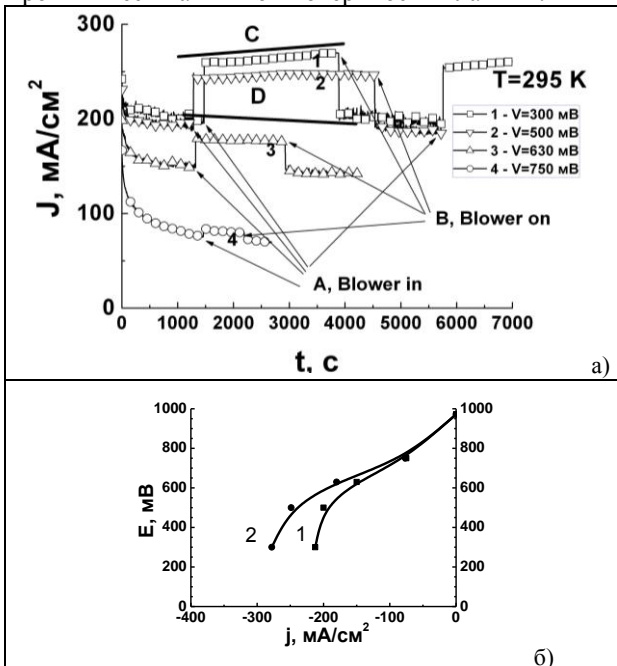 C
1
2
D
T=295 K
1 - V=300 мВ
2 - V=500 мВ
3 - V=630 мВ
4 - V=750 мВ
3
B, Blower on
4
A, Blower in
300
200
100
0
J, мА/см²
0 1000 2000 3000 4000 5000 6000 7000
t, с
а)
1000
800
600
400
200
0
E, мВ
2
1
1000
800
600
400
200
0
-400 -300 -200 -100 0
j, мА/см²
б)